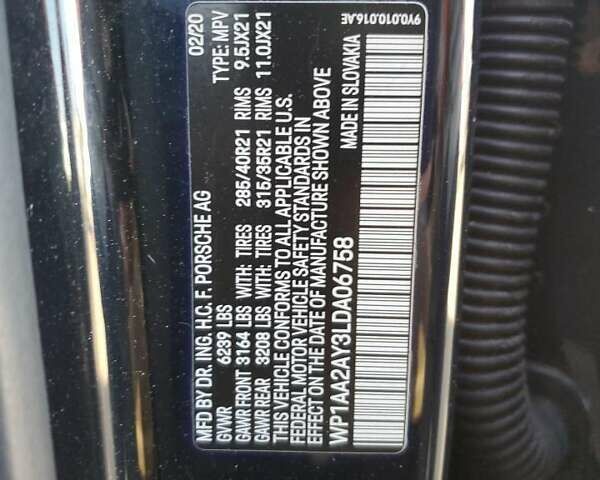 MFD BY DR. ING. H.C. F. PORSCHE AG 02/20
GVWR 6239 LBS TYPE: MPV
GAWR FRONT 3164 LBS WITH: TIRES 285/40R21 RIMS 9.5JX21
GAWR REAR 3208 LBS WITH: TIRES 315/35R21 RIMS 11.0JX21
THIS VEHICLE CONFORMS TO ALL APPLICABLE U.S.
FEDERAL MOTOR VEHICLE SAFETY STANDARDS IN
EFFECT ON THE DATE OF MANUFACTURE SHOWN ABOVE
WP1AA2AY3LDA06758 MADE IN SLOVAKIA
9Y0.010.016.AE